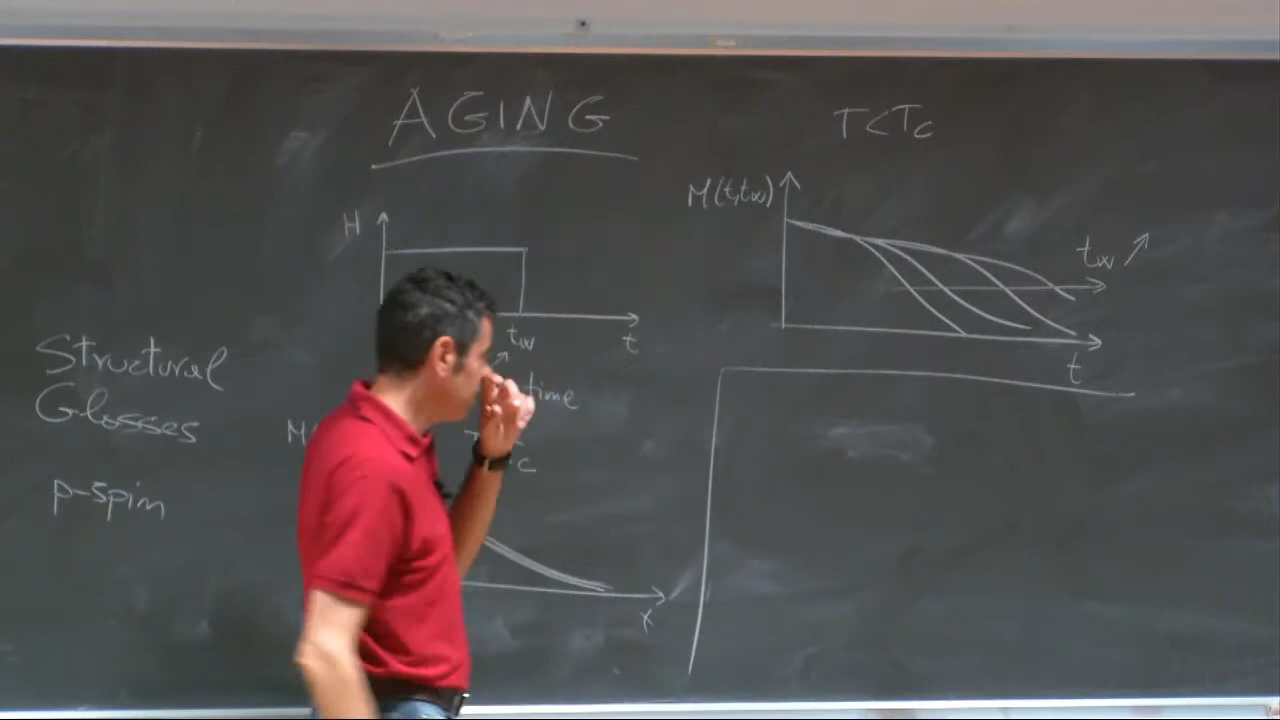 AGING
T<Tc
H
tw
t
time
M(t,tw)
tw ↗
t
Structural
Glasses
p-spin
M(
c
x